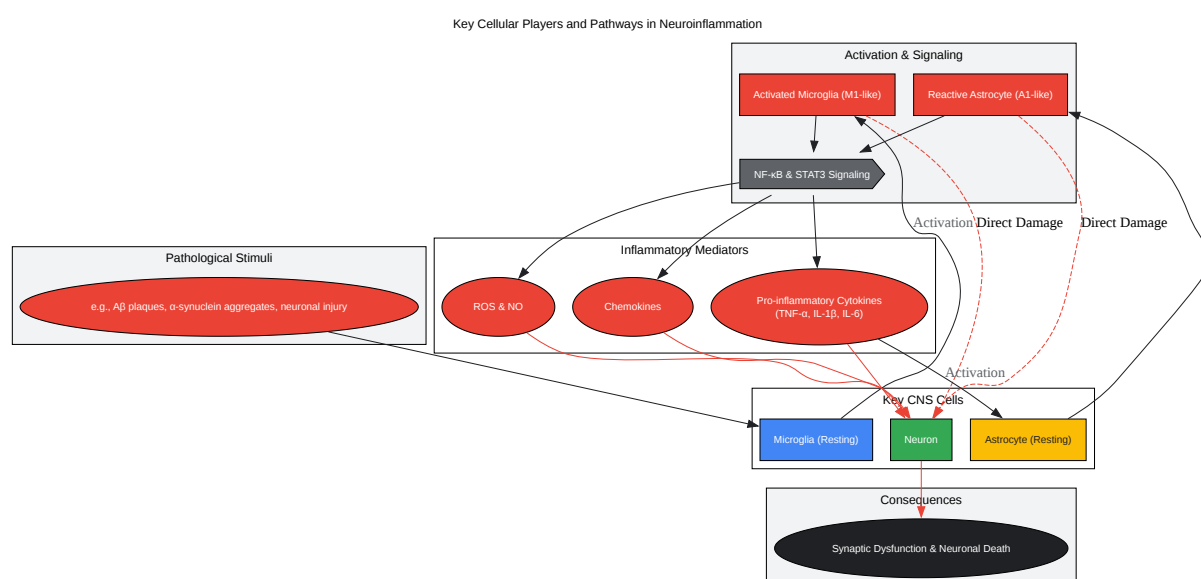 Key Cellular Players and Pathways in Neuroinflammation
Activation & Signaling
Activated Microglia (M1-like)
Reactive Astrocyte (A1-like)
NF-κB & STAT3 Signaling
Activation
Direct Damage
Direct Damage
Inflammatory Mediators
Pathological Stimuli
e.g., Aβ plaques, α-synuclein aggregates, neuronal injury
ROS & NO
Chemokines
Pro-inflammatory Cytokines
(TNF-α, IL-1β, IL-6)
Activation
Key CNS Cells
Microglia (Resting)
Neuron
Astrocyte (Resting)
Consequences
Synaptic Dysfunction & Neuronal Death